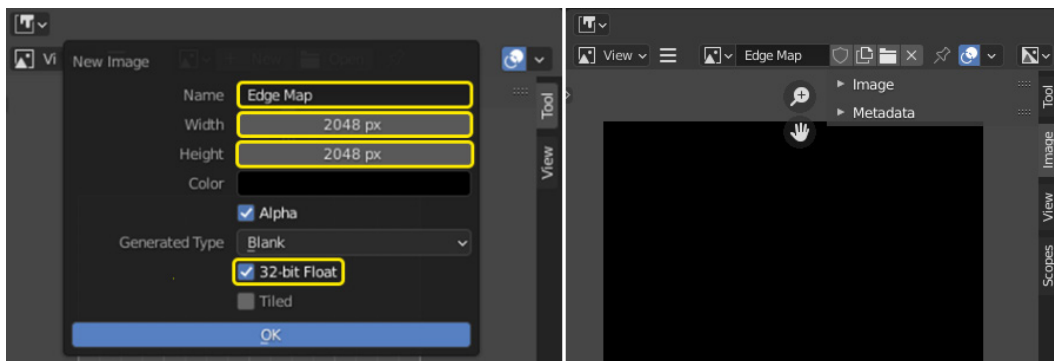 Vi
New Image
Name Edge Map
Width 2048 px
Height 2048 px
Color
Alpha
Generated Type Blank
32-bit Float
Tiled
OK
Tool
View
View Edge Map
Image
Metadata
Tool
Image
View
Scopes